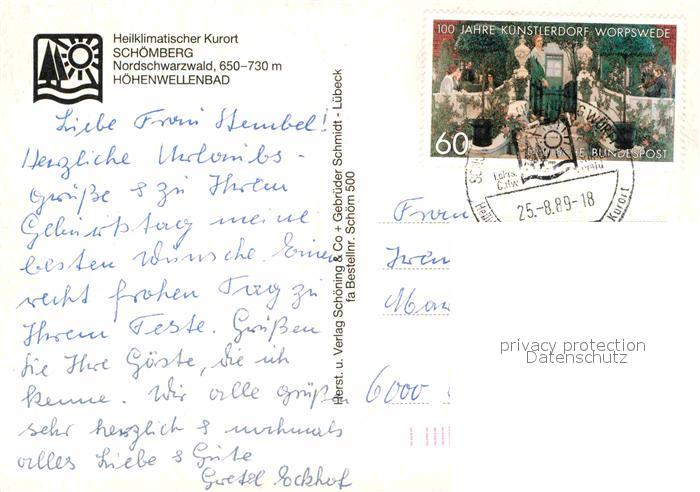 Heilklimatischer Kurort
SCHÖMBERG
Nordschwarzwald, 650–730 m
HÖHENWELLENBAD
Liebe Frau Stembel!
Herzliche Urlaubs-
grüße & zu Ihrem
Geburtstag meine
besten Wünsche. Einen
recht frohen Tag zu
Ihrem Feste. Grüßen
Sie Ihre Gäste, die ich
kenne. Wir alle grüßen
sehr herzlich & nochmals
alles Liebe & Gute
Gretel Eckhof
Herst. u. Verlag Schöning & Co + Gebrüder Schmidt - Lübeck
fa Bestellnr. Schöm 500
100 JAHRE KÜNSTLERDORF WORPSWEDE
60
BUNDESPOST
Calw
25.-8.89-18
Kurort
Frau
6000
privacy protection
Datenschutz